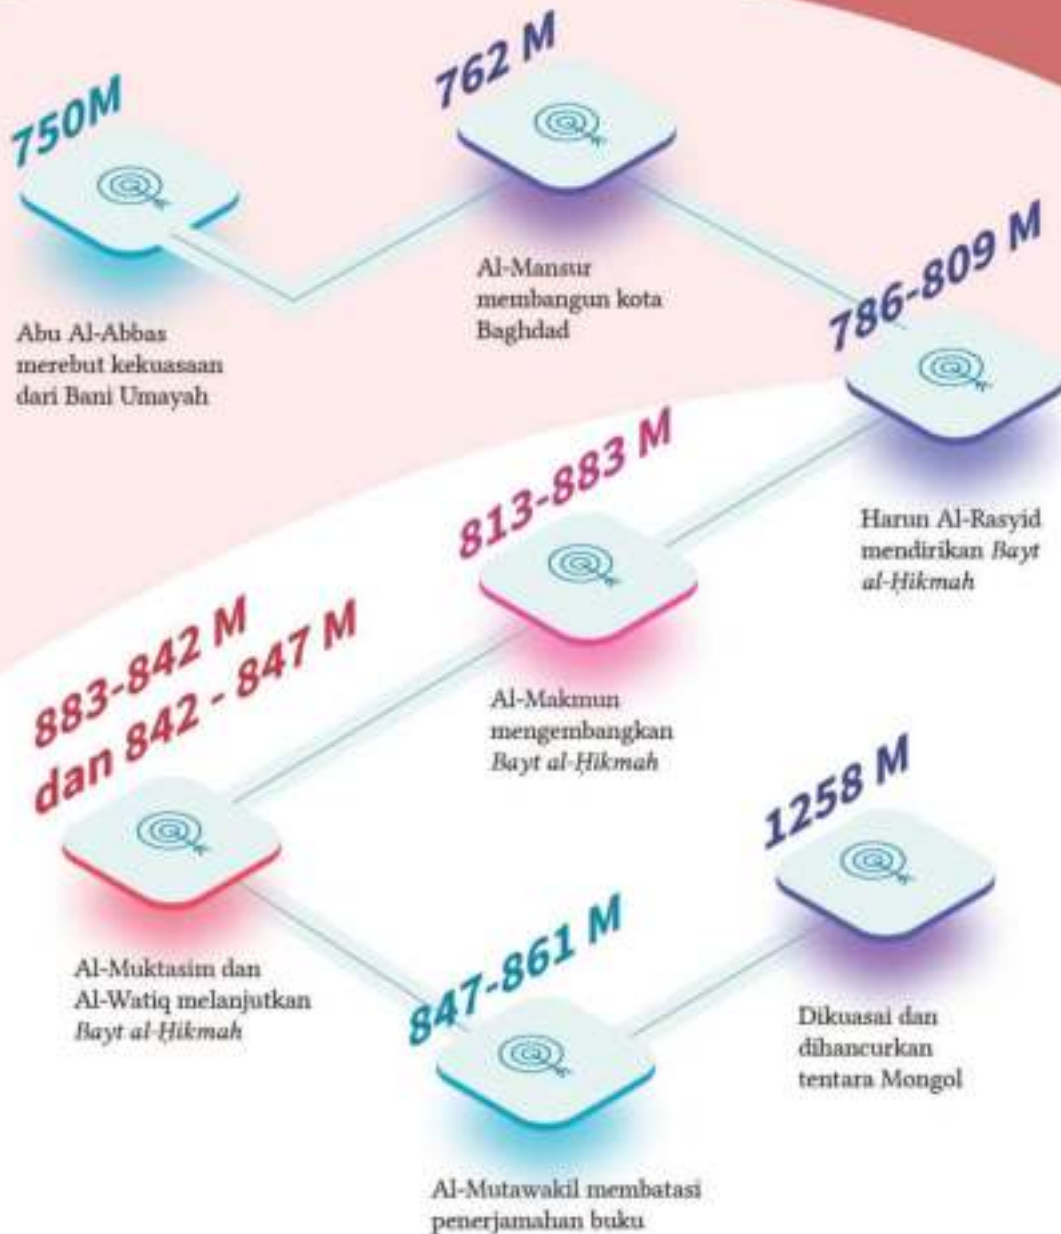 750M
Abu Al-Abbas
merebut kekuasaan
dari Bani Umayah
762 M
Al-Mansur
membangun kota
Baghdad
786-809 M
Harun Al-Rasyid
mendirikan Bayt
al-Ḥikmah
813-883 M
Al-Makmun
mengembangkan
Bayt al-Ḥikmah
883-842 M
dan 842 - 847 M
Al-Muktasim dan
Al-Watiq melanjutkan
Bayt al-Ḥikmah
847-861 M
Al-Mutawakil membatasi
penerjamahan buku
1258 M
Dikuasai dan
dihancurkan
tentara Mongol